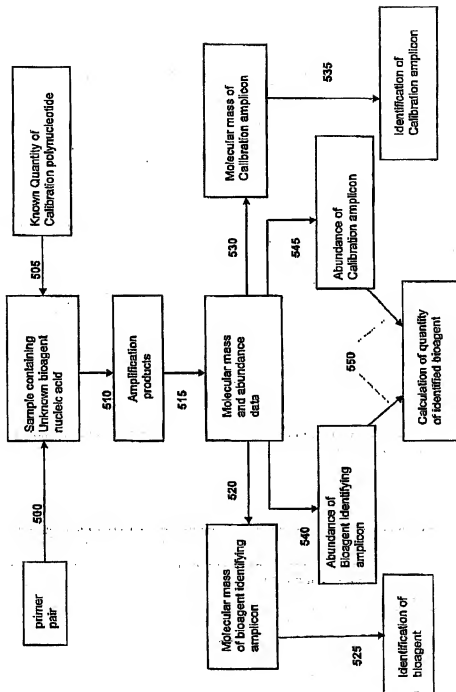 primer
pair
500
Sample containing
Unknown bioagent
nucleic acid
505
Known Quantity of
Calibration polynucleotide
510
Amplification
products
515
Molecular mass
and abundance
data
520
Molecular mass
of bioagent identifying
amplicon
525
Identification of
bioagent
530
Molecular mass of
Calibration amplicon
535
Identification of
Calibration amplicon
540
Abundance of
Bioagent identifying
amplicon
545
Abundance of
Calibration amplicon
550
Calculation of quantity
of identified bioagent